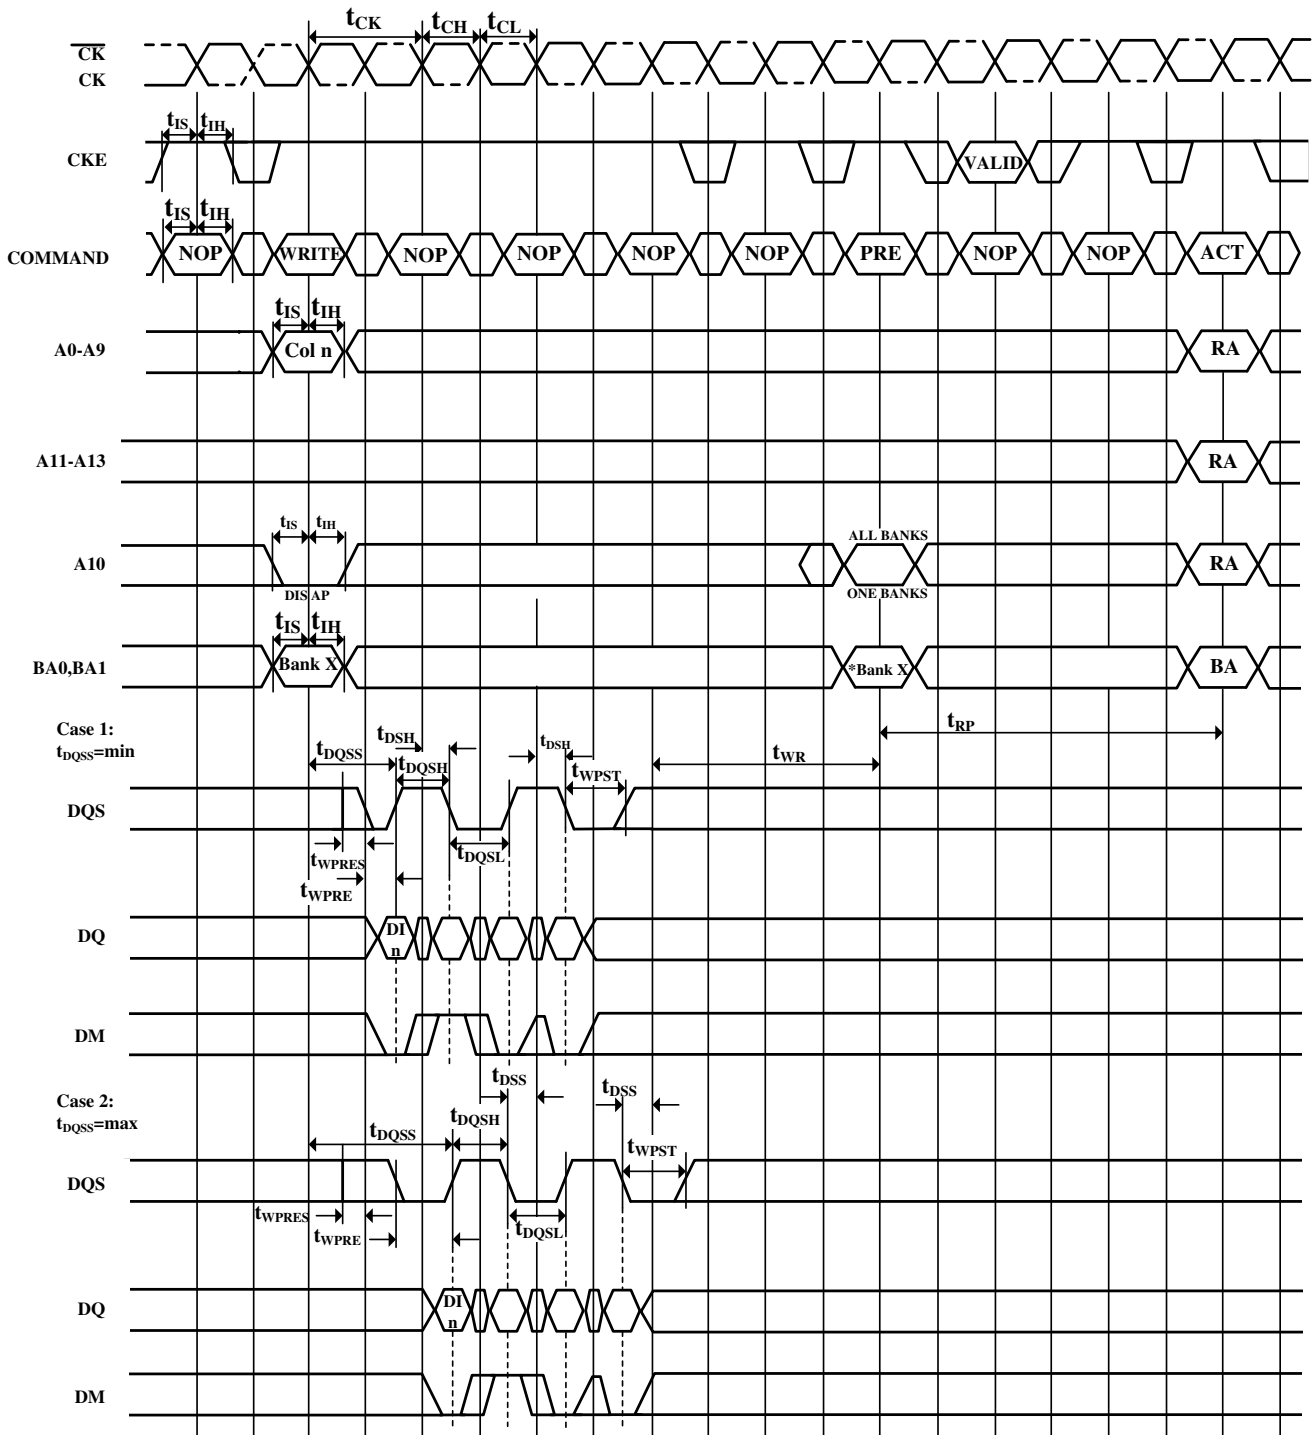 tCK tCH tCL
CK
CK
tIS tIH
CKE VALID
tIS tIH
COMMAND NOP WRITE NOP NOP NOP NOP PRE NOP NOP ACT
tIS tIH
A0-A9 Col n RA
A11-A13 RA
tIS tIH ALL BANKS
A10 RA
DIS AP ONE BANKS
tIS tIH
BA0,BA1 Bank X *Bank X BA
Case 1:
tDQSS=min
tDQSS tDSH tDSH tRP
tDQSH tWPST tWR
DQS
tWPRES tDQSL
tWPRE
DQ DI
n
DM
tDSS tDSS
Case 2:
tDQSS=max
tDQSS tDQSH tWPST
DQS
tWPRES tWPRE tDQSL
DQ DI
n
DM